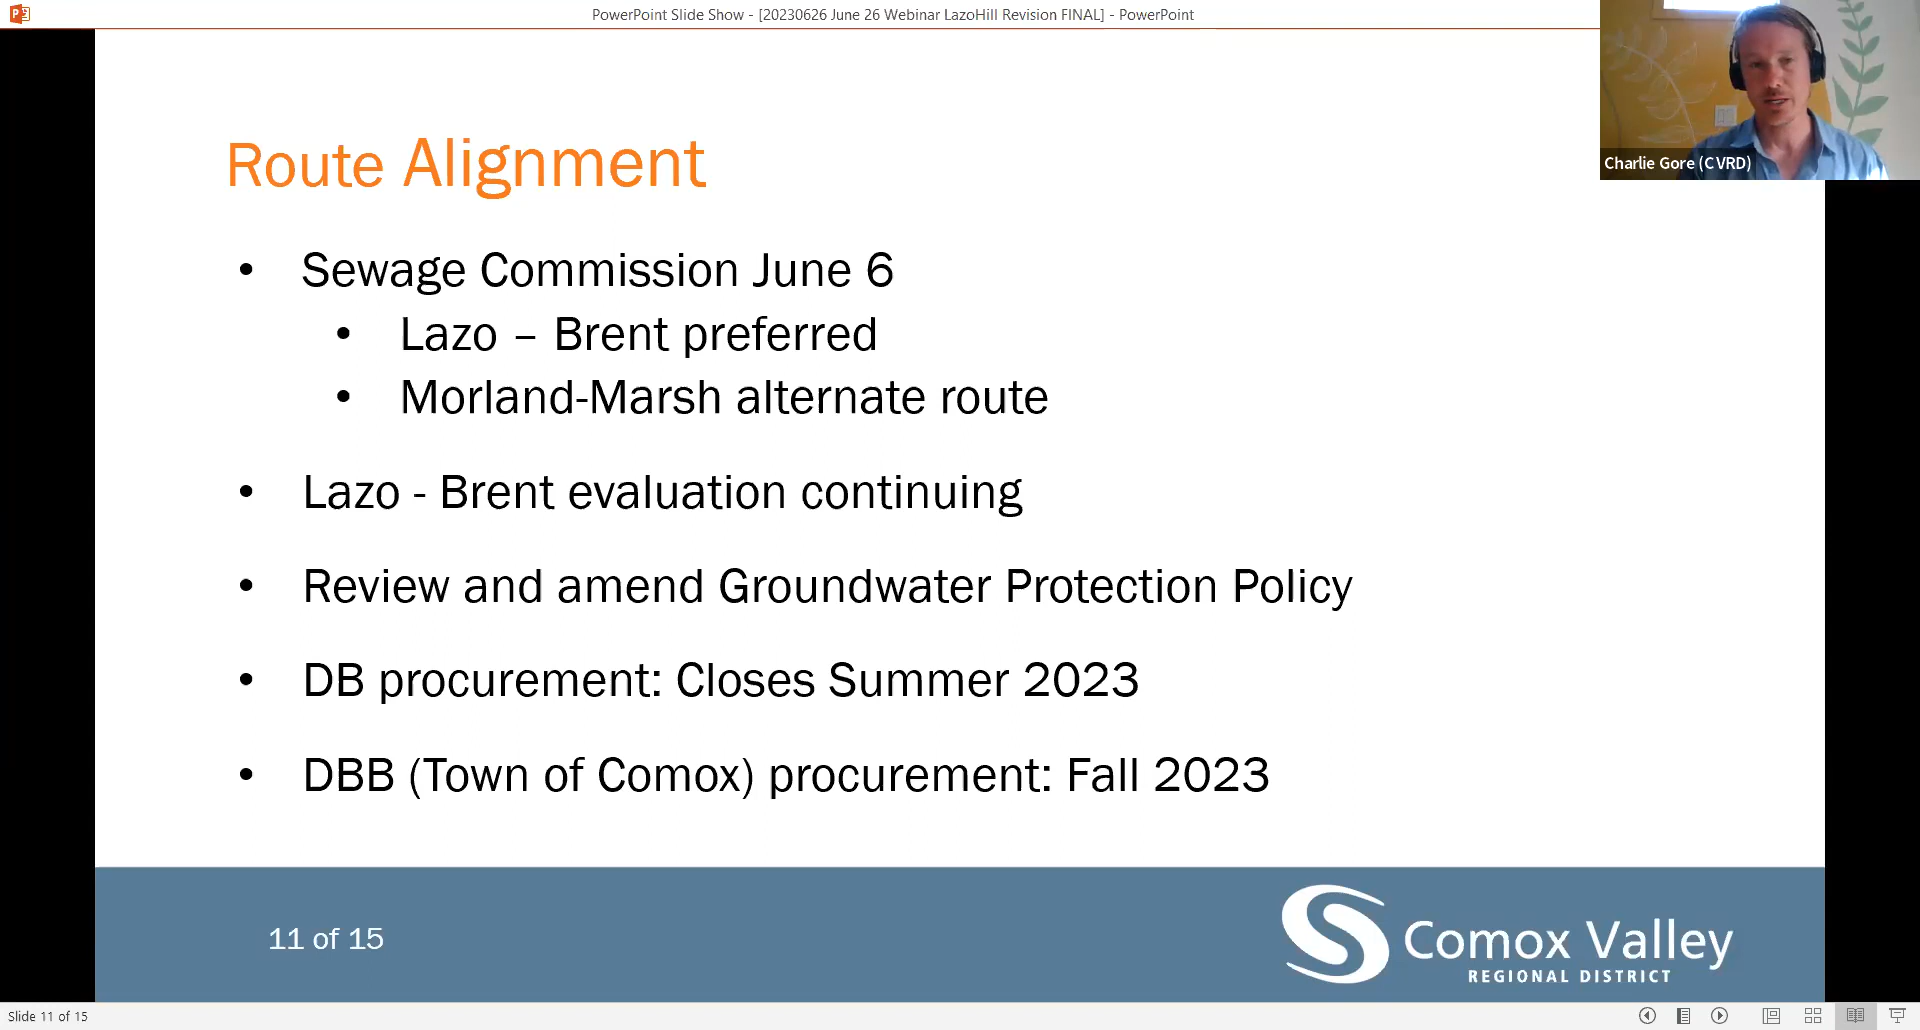 PowerPoint Slide Show - [20230626 June 26 Webinar LazoHill Revision FINAL] - PowerPoint
Charlie Gore (CVRD)
Route Alignment
• Sewage Commission June 6
• Lazo – Brent preferred
• Morland-Marsh alternate route
• Lazo - Brent evaluation continuing
• Review and amend Groundwater Protection Policy
• DB procurement: Closes Summer 2023
• DBB (Town of Comox) procurement: Fall 2023
11 of 15
Comox Valley
REGIONAL DISTRICT
Slide 11 of 15